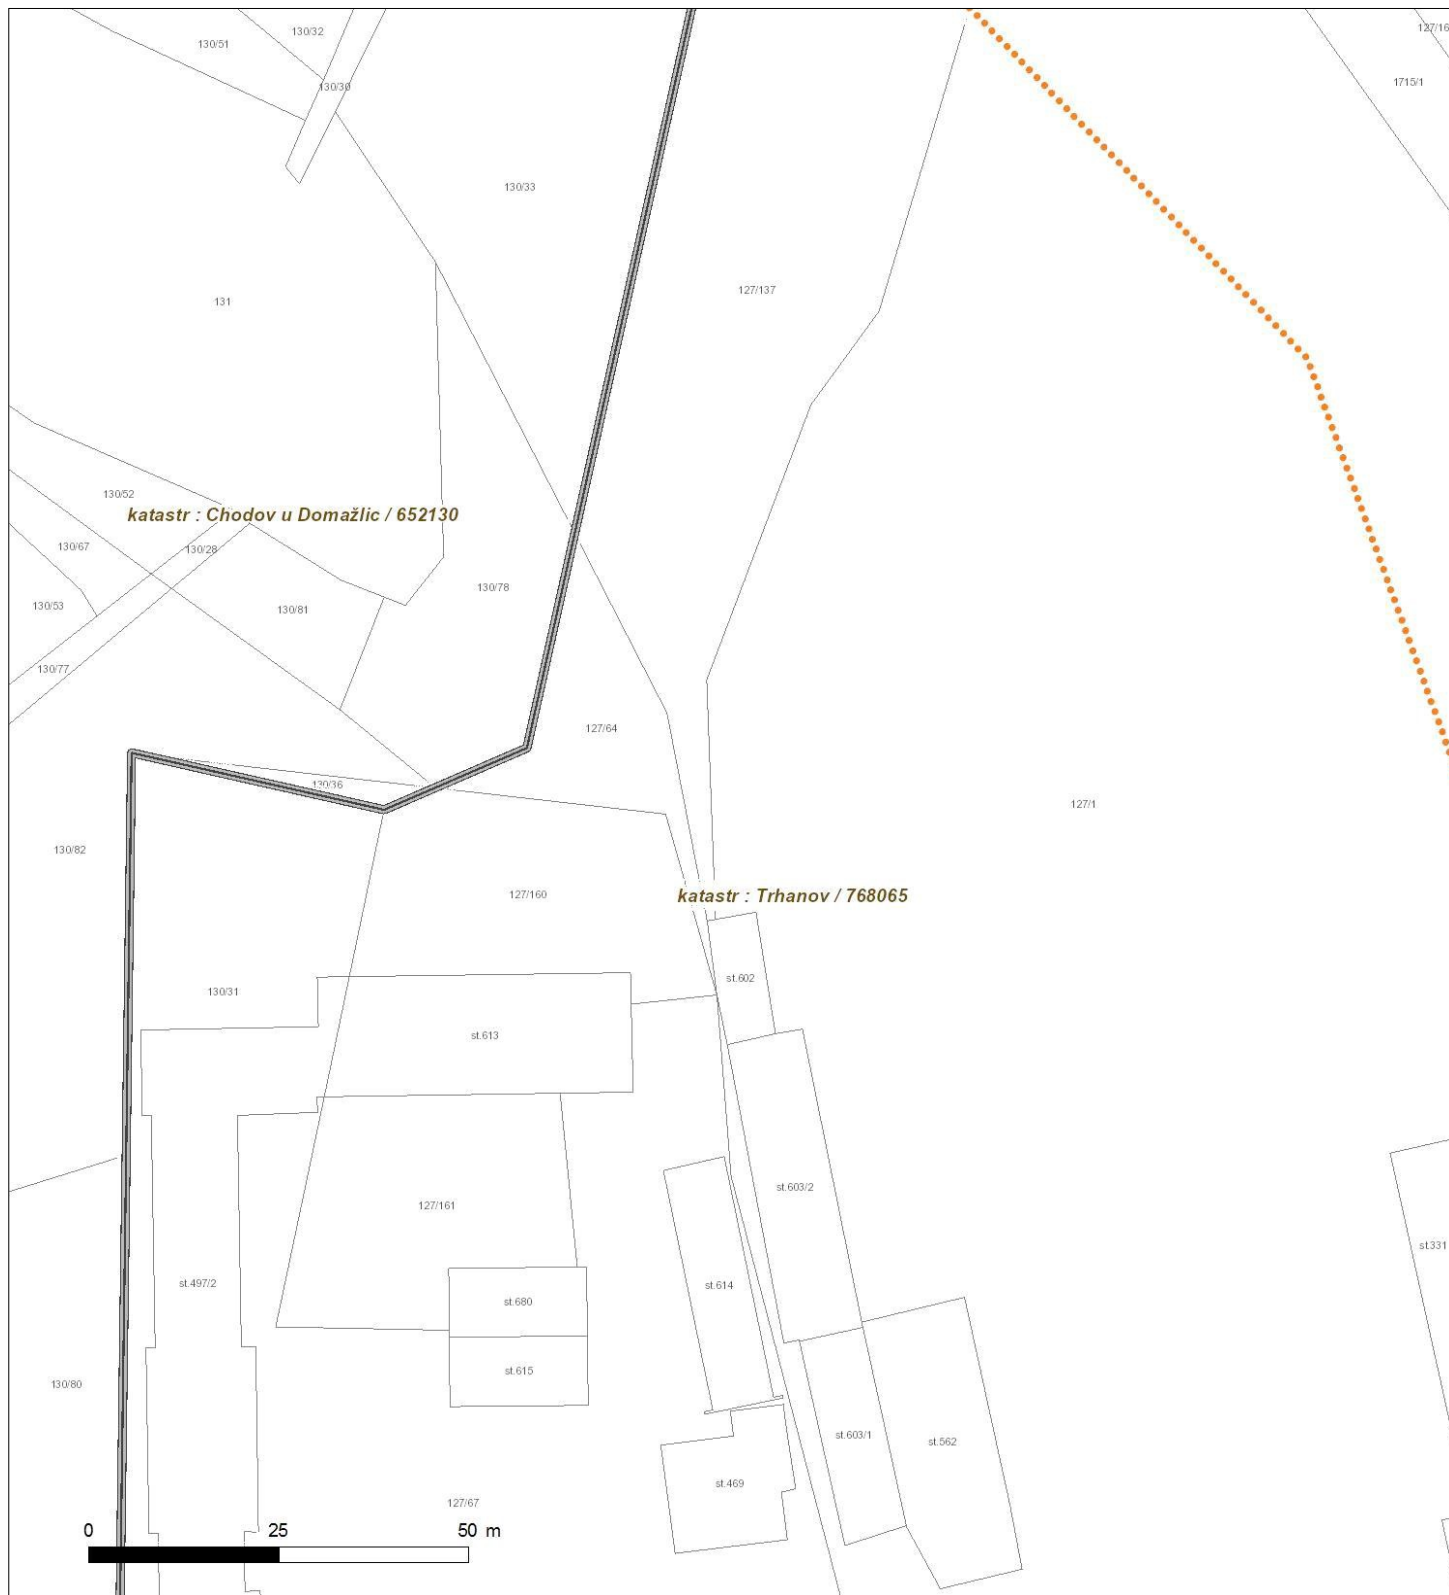 130/51
130/32
127/16
1715/1
130/30
130/33
127/137
131
130/52
katastr : Chodov u Domažlic / 652130
130/67
130/28
130/53
130/81
130/78
130/77
127/64
130/36
127/1
130/82
127/160
katastr : Trhanov / 768065
st.602
130/31
st.613
st.603/2
127/161
st.331
st.497/2
st.614
st.680
st.615
130/80
st.603/1
st.562
st.469
127/67
0 25 50 m